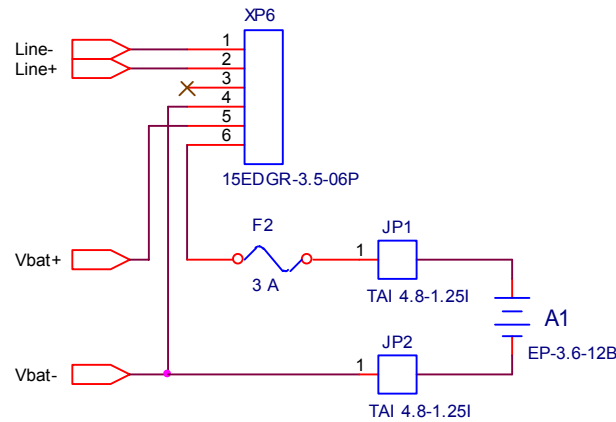 XP6
Line-
Line+
1
2
3
4
5
6
15EDGR-3.5-06P
F2
3 A
JP1
1
TAI 4.8-1.25I
Vbat+
A1
EP-3.6-12B
JP2
1
Vbat-
TAI 4.8-1.25I